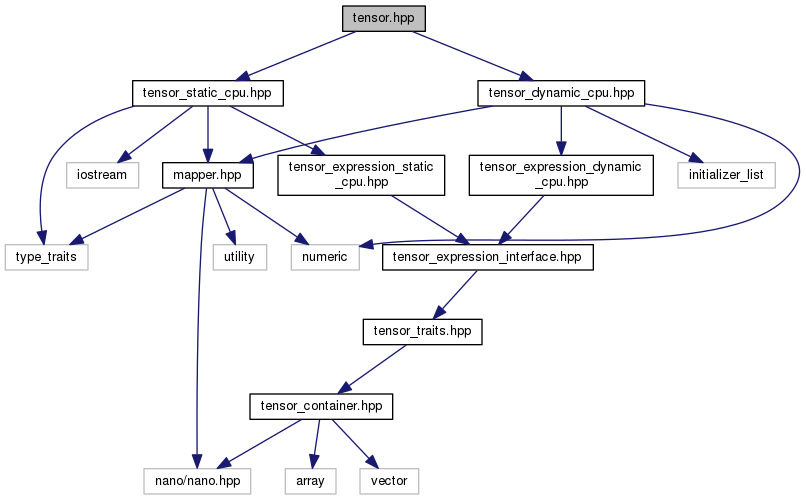 tensor.hpp
tensor_static_cpu.hpp
tensor_dynamic_cpu.hpp
iostream
mapper.hpp
tensor_expression_static
_cpu.hpp
tensor_expression_dynamic
_cpu.hpp
initializer_list
type_traits
utility
numeric
tensor_expression_interface.hpp
tensor_traits.hpp
tensor_container.hpp
nano/nano.hpp
array
vector